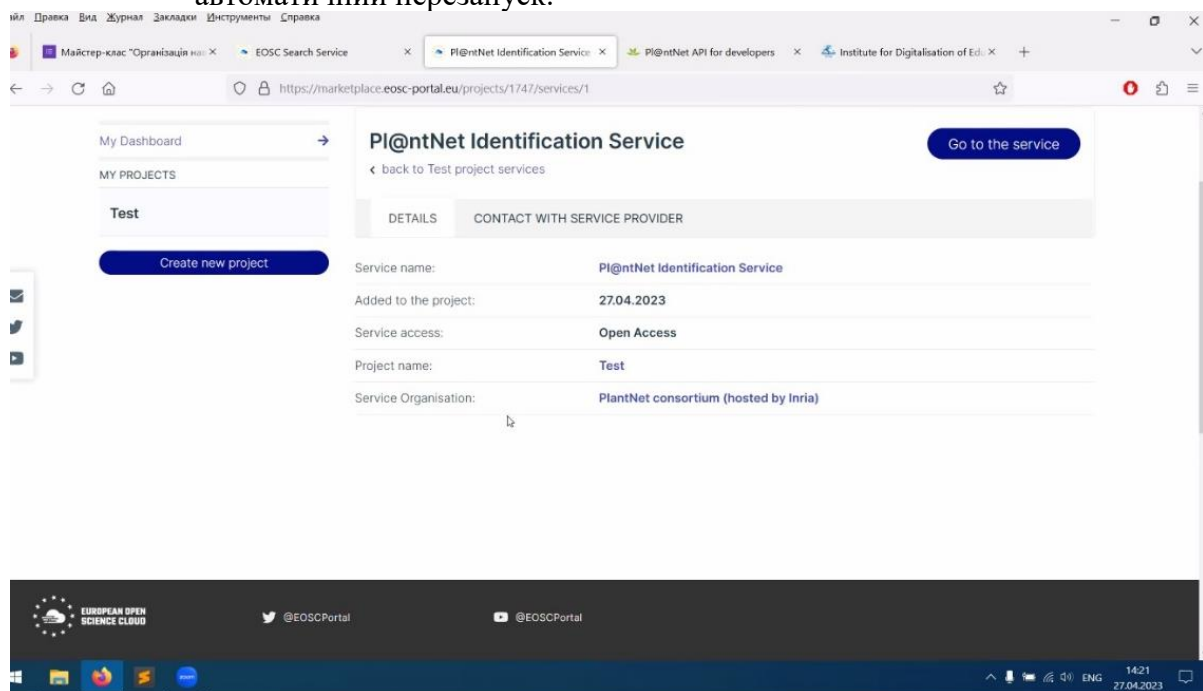 автоматичний перезапуск.
айл Правка Вид Журнал Закладки Инструменты Справка
Майстер-клас "Організація на
EOSC Search Service
Pl@ntNet Identification Service
Pl@ntNet API for developers
Institute for Digitalisation of Edu
https://marketplace.eosc-portal.eu/projects/1747/services/1
My Dashboard
MY PROJECTS
Test
Create new project
Pl@ntNet Identification Service
Go to the service
back to Test project services
DETAILS CONTACT WITH SERVICE PROVIDER
Service name: Pl@ntNet Identification Service
Added to the project: 27.04.2023
Service access: Open Access
Project name: Test
Service Organisation: PlantNet consortium (hosted by Inria)
EUROPEAN OPEN
SCIENCE CLOUD
@EOSCPortal
@EOSCPortal
zoom
ENG
14:21
27.04.2023